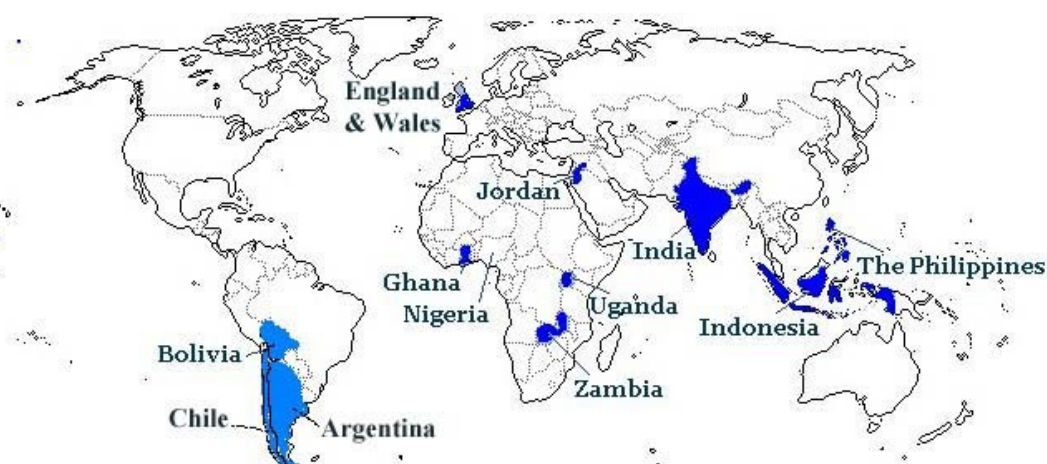 England
& Wales
Jordan
India
Ghana
The Philippines
Uganda
Nigeria
Indonesia
Bolivia
Zambia
Chile
Argentina